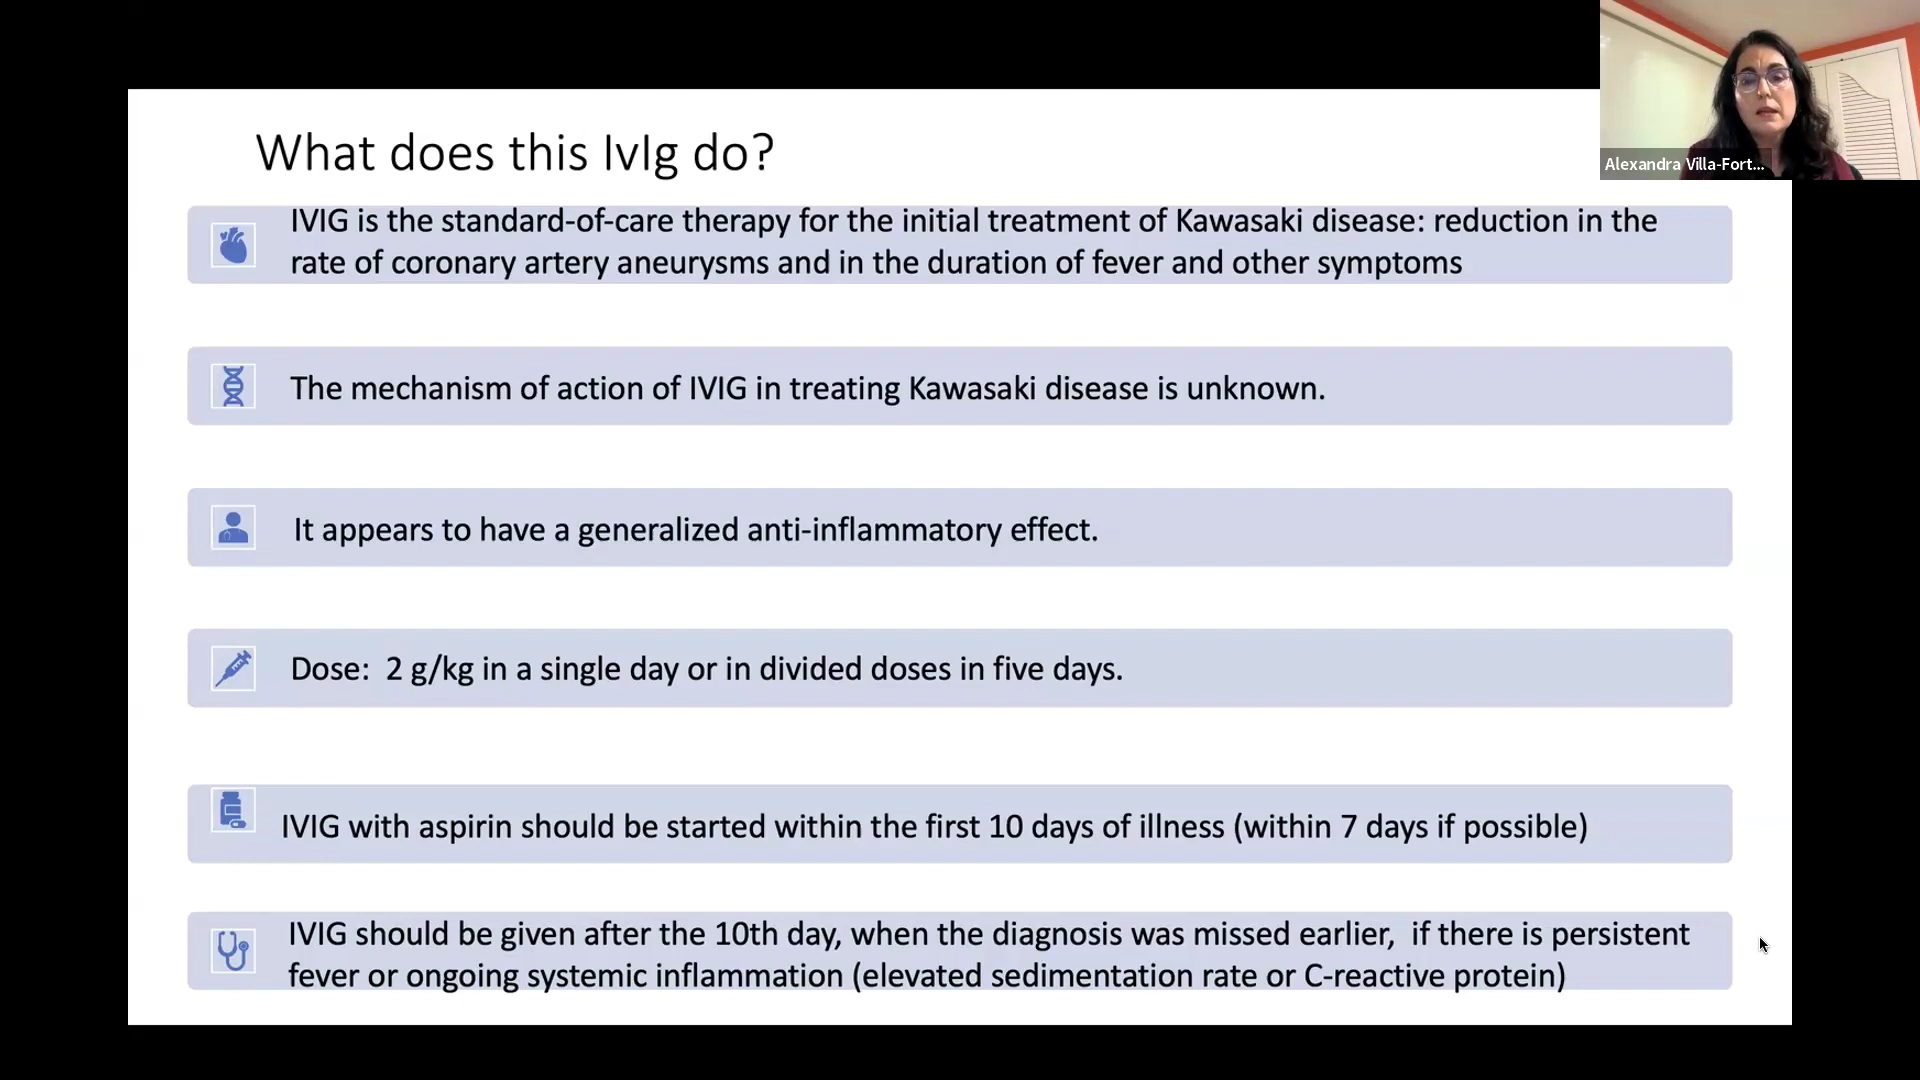 What does this IvIg do?
Alexandra Villa-Fort...
IVIG is the standard-of-care therapy for the initial treatment of Kawasaki disease: reduction in the
rate of coronary artery aneurysms and in the duration of fever and other symptoms
The mechanism of action of IVIG in treating Kawasaki disease is unknown.
It appears to have a generalized anti-inflammatory effect.
Dose:  2 g/kg in a single day or in divided doses in five days.
IVIG with aspirin should be started within the first 10 days of illness (within 7 days if possible)
IVIG should be given after the 10th day, when the diagnosis was missed earlier,  if there is persistent
fever or ongoing systemic inflammation (elevated sedimentation rate or C-reactive protein)